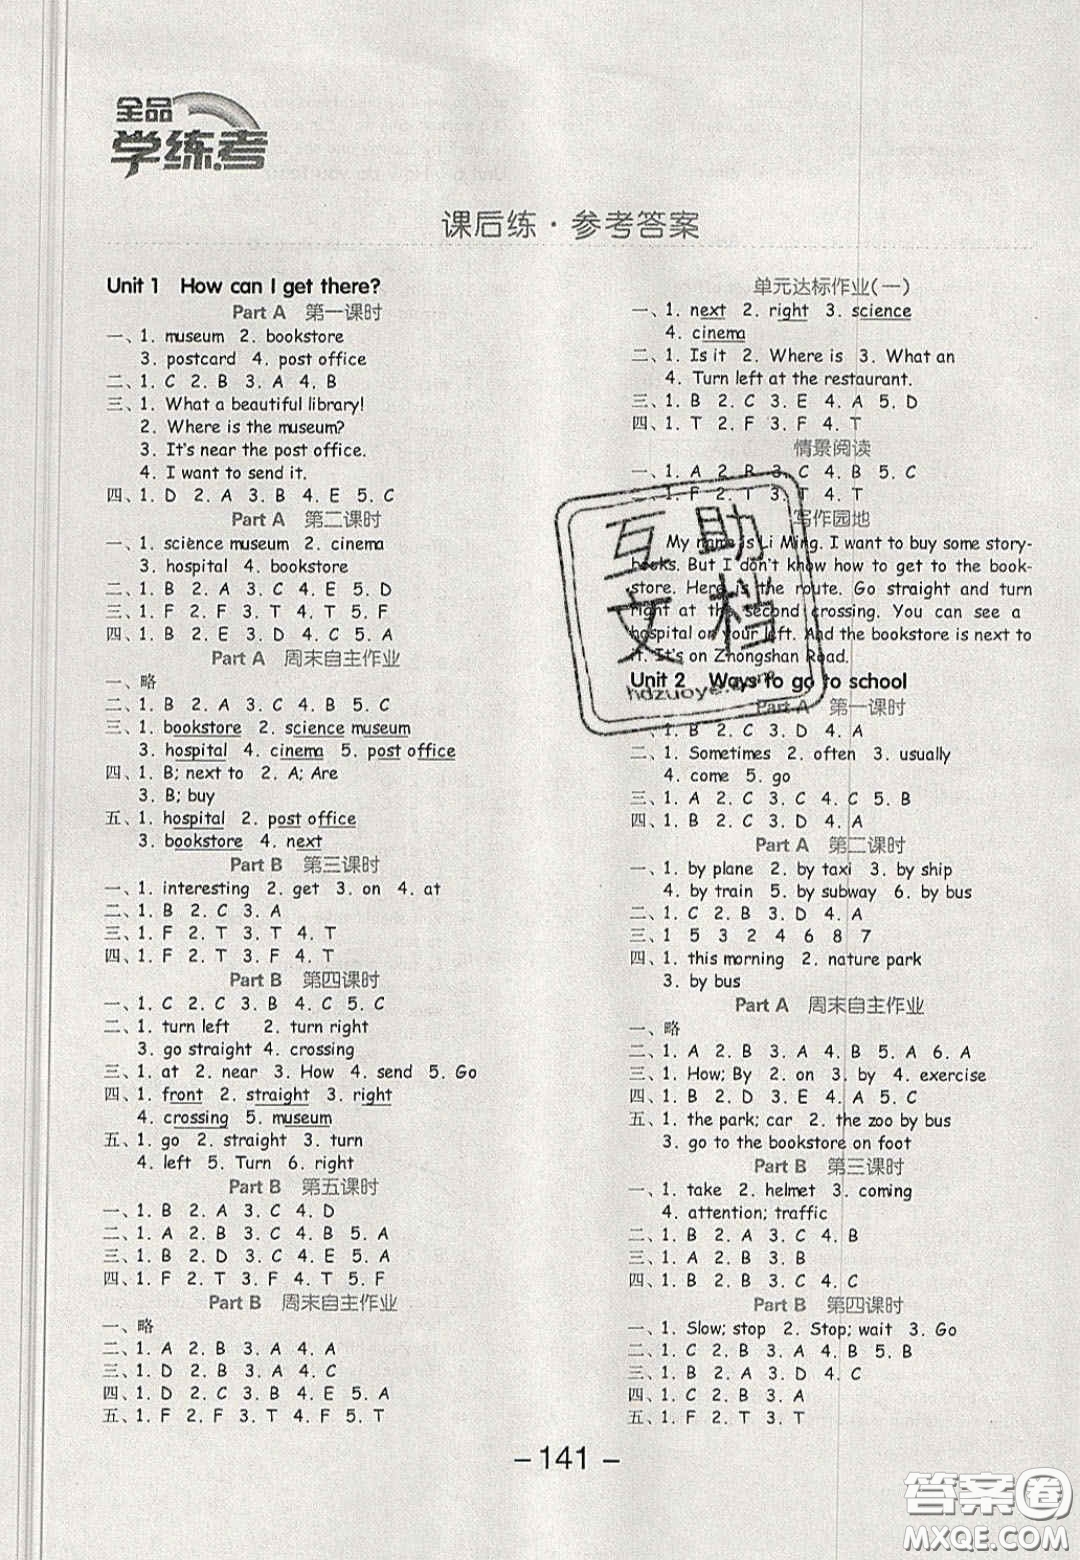 全品
学练考
课后练·参考答案
Unit 1 How can I get there?
Part A 第一课时
一、1. museum 2. bookstore
3. postcard 4. post office
二、1. C 2. B 3. A 4. B
三、1. What a beautiful library!
2. Where is the museum?
3. It's near the post office.
4. I want to send it.
四、1. D 2. A 3. B 4. E 5. C
Part A 第二课时
一、1. science museum 2. cinema
3. hospital 4. bookstore
二、1. B 2. A 3. C 4. E 5. D
三、1. F 2. F 3. T 4. F 5. T
四、1. B 2. E 3. D 4. C 5. A
Part A 周末自主作业
一、略
二、1. B 2. A 3. C 4. B 5. C
三、1. bookstore 2. science museum
3. hospital 4. cinema 5. post office
四、1. B; next to 2. A; Are
3. B; buy
五、1. hospital 2. post office
3. bookstore 4. next
Part B 第三课时
一、1. interesting 2. get 3. on 4. at
二、1. B 2. C 3. A
三、1. F 2. T 3. T 4. T
四、1. F 2. T 3. F 4. T
Part B 第四课时
一、1. C 2. C 3. B 4. C 5. C
二、1. turn left 2. turn right
3. go straight 4. crossing
三、1. at 2. near 3. How 4. send 5. Go
四、1. front 2. straight 3. right
4. crossing 5. museum
五、1. go 2. straight 3. turn
4. left 5. Turn 6. right
Part B 第五课时
一、1. B 2. A 3. C 4. D
二、1. A 2. B 3. C 4. B 5. A
三、1. B 2. D 3. C 4. E 5. A
四、1. F 2. T 3. F 4. T 5. F
Part B 周末自主作业
一、略
二、1. A 2. B 3. A 4. A
三、1. D 2. B 3. A 4. C
四、1. D 2. C 3. B 4. A 5. E
五、1. F 2. F 3. T 4. F 5. T
单元达标作业(一)
一、1. next 2. right 3. science
4. cinema
二、1. Is it 2. Where is 3. What an
4. Turn left at the restaurant.
三、1. B 2. C 3. E 4. A 5. D
四、1. T 2. F 3. F 4. T
情景阅读
一、1. A 2. B 3. C 4. B 5. C
二、1. F 2. T 3. T 4. T
写作园地
My name is Li Ming. I want to buy some story-
books. But I don't know how to get to the book-
store. Here is the route. Go straight and turn
right at the second crossing. You can see a
hospital on your left. And the bookstore is next to
it. It's on Zhongshan Road.
Unit 2 Ways to go to school
Part A 第一课时
一、1. B 2. C 3. D 4. A
二、1. Sometimes 2. often 3. usually
4. come 5. go
三、1. A 2. C 3. C 4. C 5. B
四、1. B 2. C 3. D 4. A
Part A 第二课时
一、1. by plane 2. by taxi 3. by ship
4. by train 5. by subway 6. by bus
二、1. C 2. B 3. D 4. A
三、1 5 3 2 4 6 8 7
四、1. this morning 2. nature park
3. by bus
Part A 周末自主作业
一、略
二、1. A 2. B 3. A 4. B 5. A 6. A
三、1. How; By 2. on 3. by 4. exercise
四、1. B 2. D 3. E 4. A 5. C
五、1. the park; car 2. the zoo by bus
3. go to the bookstore on foot
Part B 第三课时
一、1. take 2. helmet 3. coming
4. attention; traffic
二、1. B 2. A 3. C 4. B
三、1. A 2. B 3. B
四、1. B 2. B 3. C 4. C
Part B 第四课时
一、1. Slow; stop 2. Stop; wait 3. Go
二、1. C 2. B 3. A 4. C 5. B
三、1. B 2. A 3. D 4. C
四、1. C 2. B 3. A
五、1. F 2. T 3. T
- 141 -
互助
文档
hdzuoye.com
答案圈
MXQE.COM